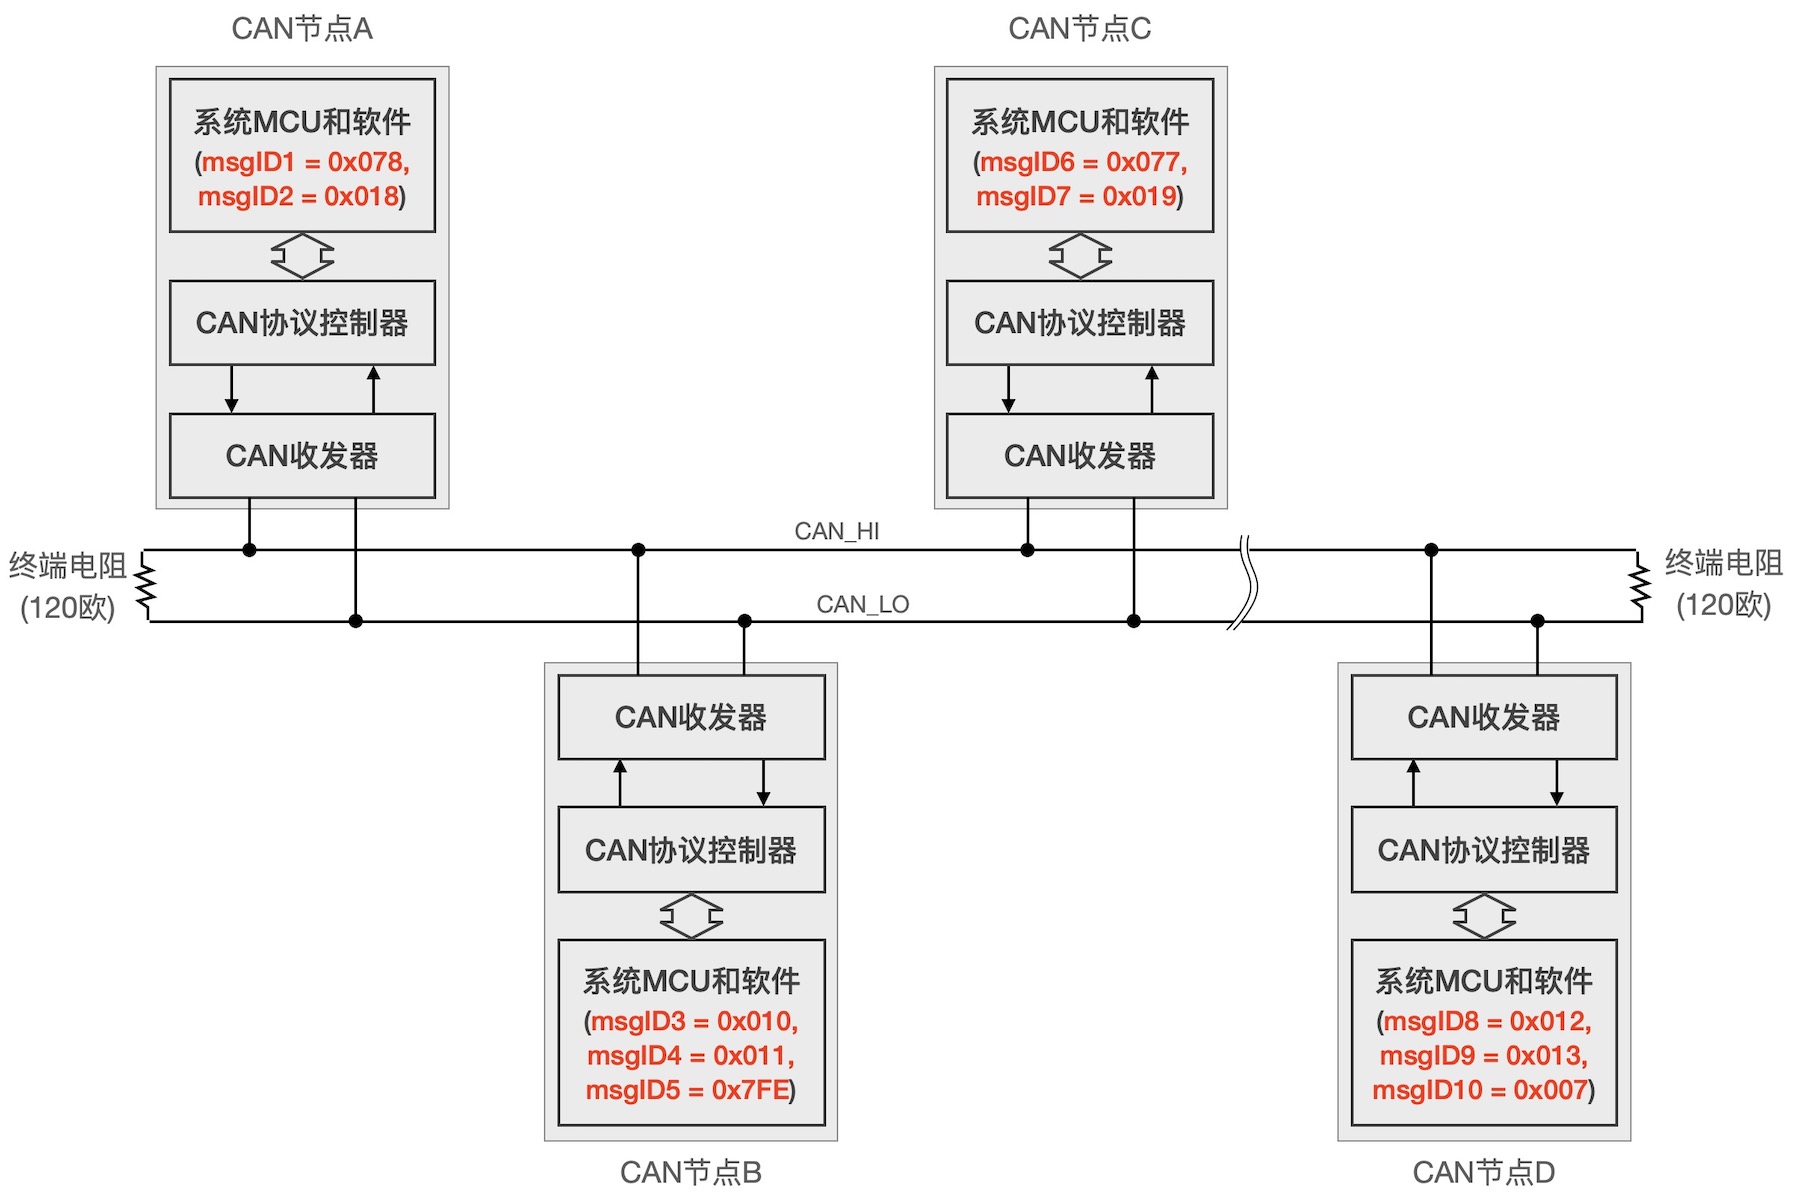 CAN节点A
系统MCU和软件
(msgID1 = 0x078,
msgID2 = 0x018)
CAN协议控制器
CAN收发器
CAN节点C
系统MCU和软件
(msgID6 = 0x077,
msgID7 = 0x019)
CAN协议控制器
CAN收发器
CAN_HI
终端电阻
(120欧)
CAN_LO
终端电阻
(120欧)
CAN收发器
CAN协议控制器
系统MCU和软件
(msgID3 = 0x010,
msgID4 = 0x011,
msgID5 = 0x7FE)
CAN节点B
CAN收发器
CAN协议控制器
系统MCU和软件
(msgID8 = 0x012,
msgID9 = 0x013,
msgID10 = 0x007)
CAN节点D